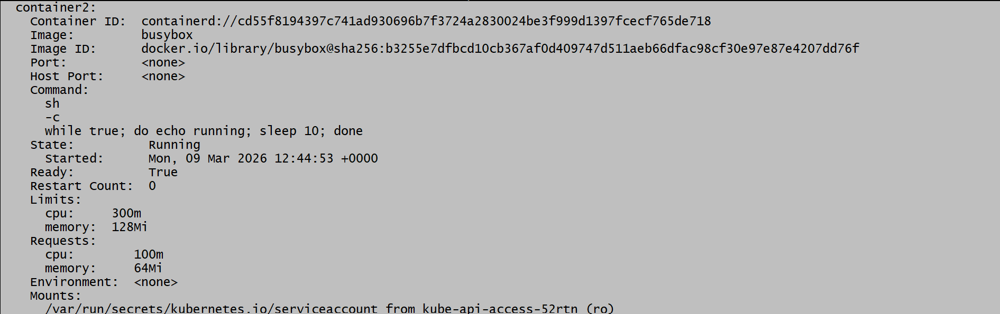 container2:
Container ID: containerd://cd55f8194397c741ad930696b7f3724a2830024be3f999d1397fcecf765de718
Image: busybox
Image ID: docker.io/library/busybox@sha256:b3255e7dfbcd10cb367af0d409747d511aeb66dfac98cf30e97e87e4207dd76f
Port: <none>
Host Port: <none>
Command:
sh
-c
while true; do echo running; sleep 10; done
State: Running
Started: Mon, 09 Mar 2026 12:44:53 +0000
Ready: True
Restart Count: 0
Limits:
cpu: 300m
memory: 128Mi
Requests:
cpu: 100m
memory: 64Mi
Environment: <none>
Mounts:
/var/run/secrets/kubernetes.io/serviceaccount from kube-api-access-52rtn (ro)